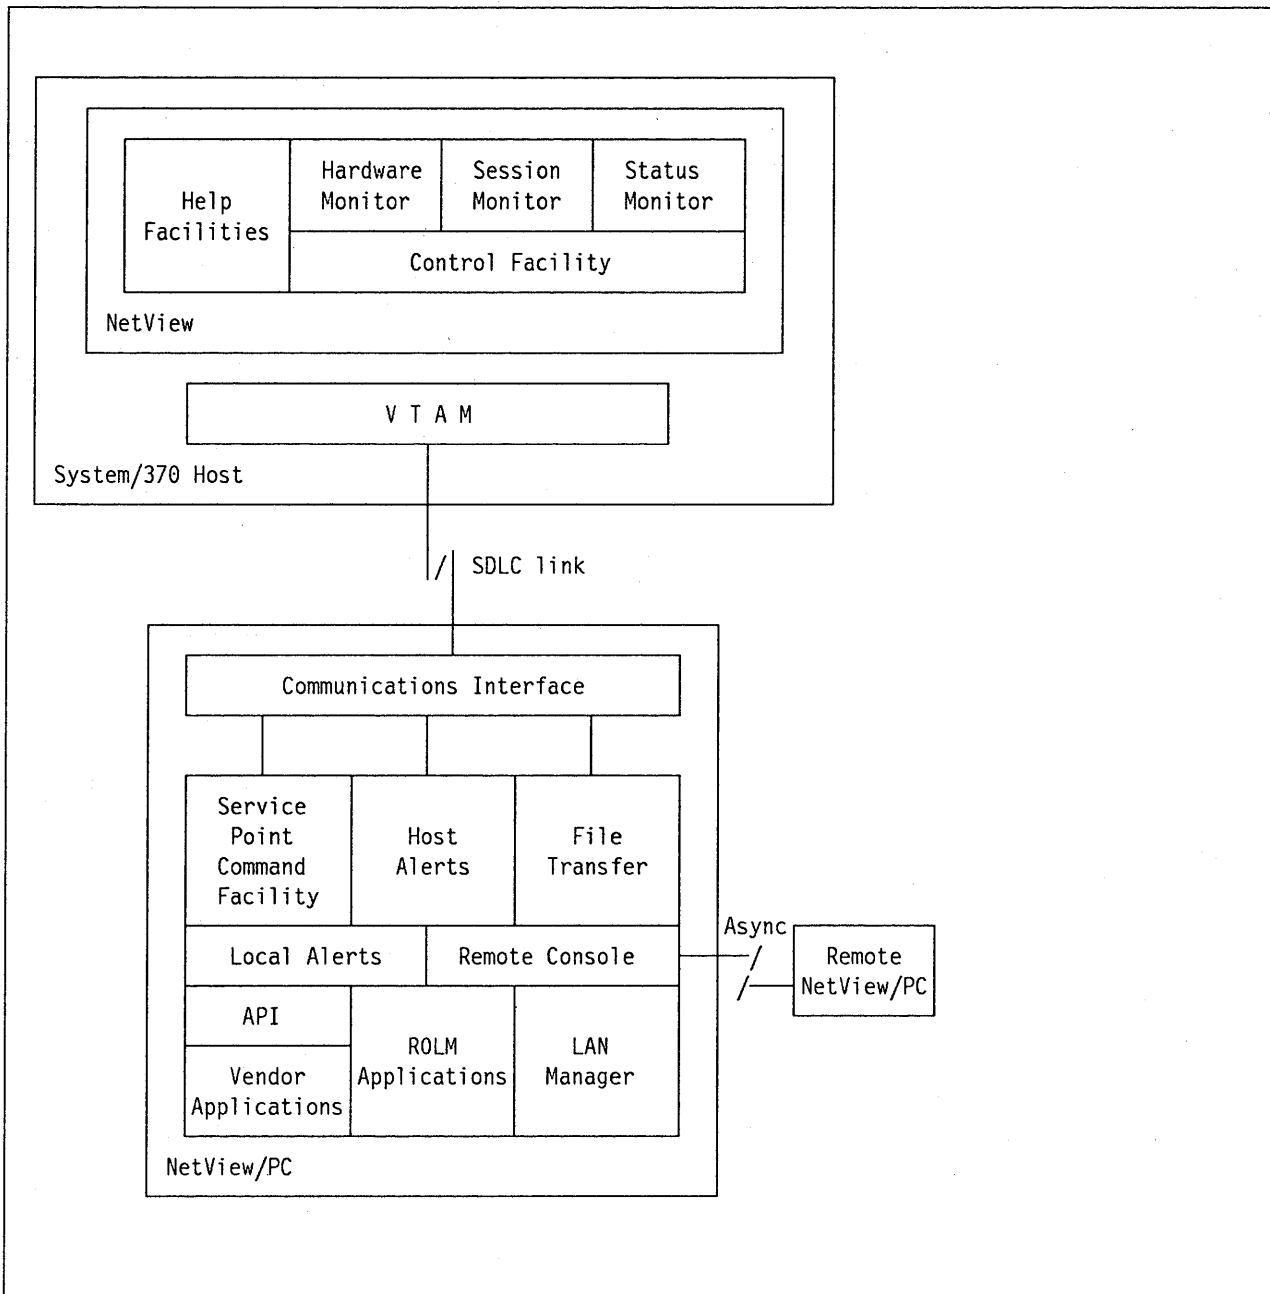 Help
Facilities
Hardware
Monitor
Session
Monitor
Status
Monitor
Control Facility
NetView
V T A M
System/370 Host
SDLC link
Communications Interface
Service
Point
Command
Facility
Host
Alerts
File
Transfer
Local Alerts
Remote Console
Async
Remote
NetView/PC
API
Vendor
Applications
ROLM
Applications
LAN
Manager
NetView/PC